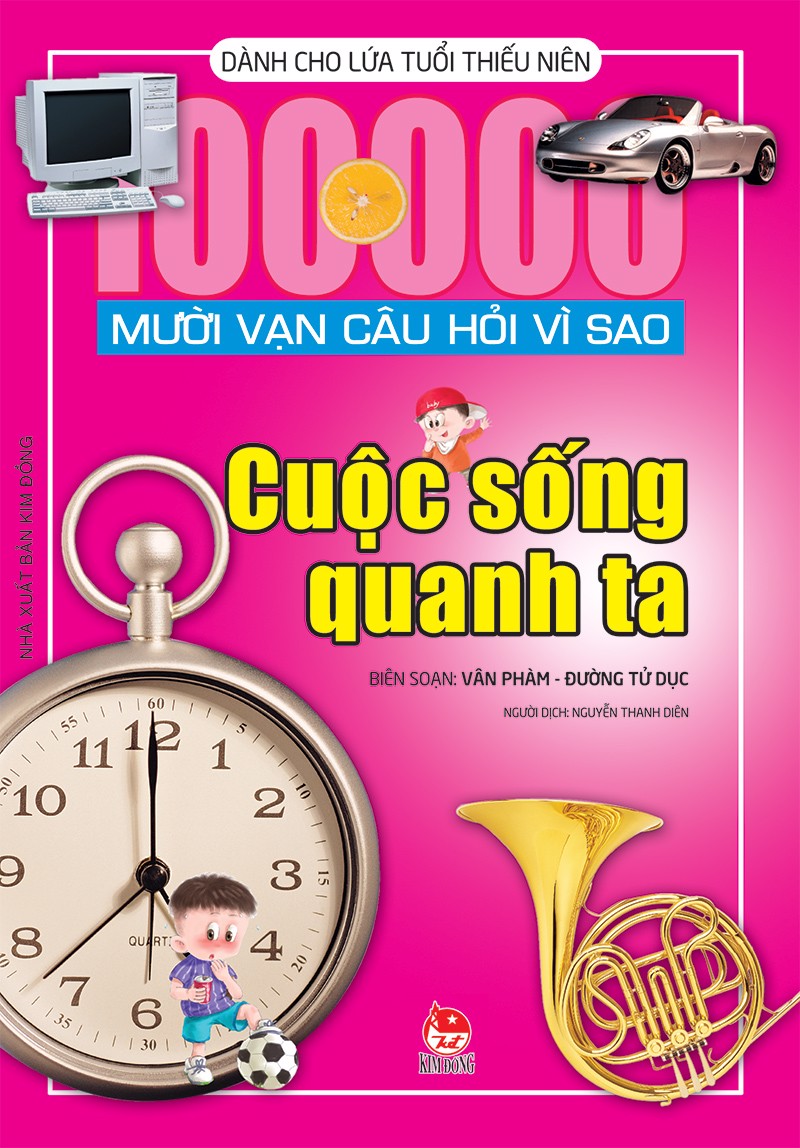 DÀNH CHO LỨA TUỔI THIẾU NIÊN
100000
MƯỜI VẠN CÂU HỎI VÌ SAO
baby
Cuộc sống
quanh ta
BIÊN SOẠN: VÂN PHÀM - ĐƯỜNG TỬ DỤC
NGƯỜI DỊCH: NGUYỄN THANH DIÊN
NHÀ XUẤT BẢN KIM ĐỒNG
60
55
5
12
11
1
10
2
9
3
15
8
4
20
7
6
35
30
QUARTZ
KIM ĐỒNG